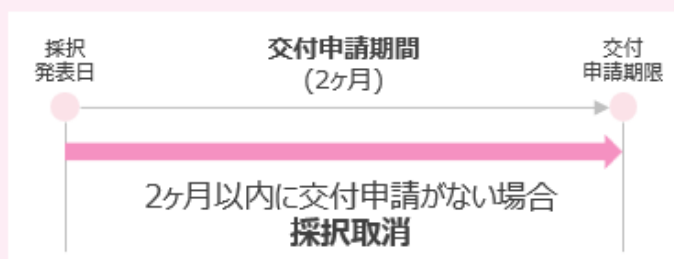 採択
発表日
交付申請期間
(2ヶ月)
交付
申請期限
2ヶ月以内に交付申請がない場合
採択取消